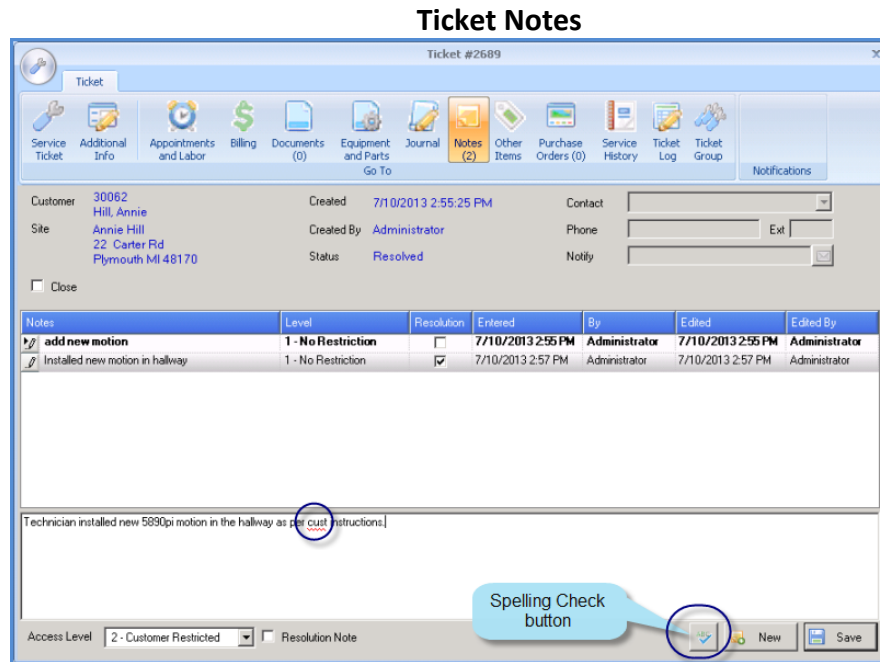 Ticket Notes
Ticket #2689 X
Ticket
Service Ticket
Additional Info
Appointments and Labor
Billing
Documents (0)
Equipment and Parts
Journal
Notes (2)
Other Items
Purchase Orders (0)
Service History
Ticket Log
Ticket Group
Go To
Notifications
Customer 30062 Created 7/10/2013 2:55:25 PM Contact
Hill, Annie
Site Annie Hill Created By Administrator Phone Ext
22 Carter Rd
Plymouth MI 48170 Status Resolved Notify
Close
Notes Level Resolution Entered By Edited Edited By
add new motion 1 - No Restriction 7/10/2013 2:55 PM Administrator 7/10/2013 2:55 PM Administrator
Installed new motion in hallway 1 - No Restriction 7/10/2013 2:57 PM Administrator 7/10/2013 2:57 PM Administrator
Technician installed new 5890pi motion in the hallway as per cust instructions.
Spelling Check
button
Access Level 2 - Customer Restricted Resolution Note ABC New Save